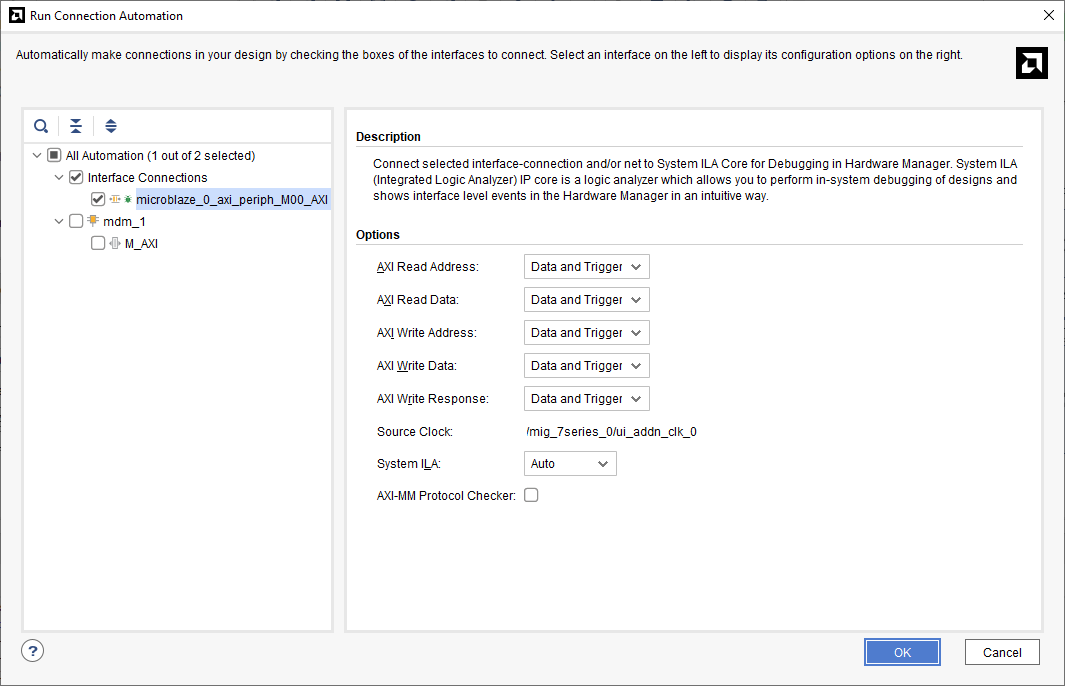 Run Connection Automation
Automatically make connections in your design by checking the boxes of the interfaces to connect. Select an interface on the left to display its configuration options on the right.
All Automation (1 out of 2 selected)
Interface Connections
microblaze_0_axi_periph_M00_AXI
mdm_1
M_AXI
Description
Connect selected interface-connection and/or net to System ILA Core for Debugging in Hardware Manager. System ILA
(Integrated Logic Analyzer) IP core is a logic analyzer which allows you to perform in-system debugging of designs and
shows interface level events in the Hardware Manager in an intuitive way.
Options
AXI Read Address: Data and Trigger
AXI Read Data: Data and Trigger
AXI Write Address: Data and Trigger
AXI Write Data: Data and Trigger
AXI Write Response: Data and Trigger
Source Clock: /mig_7series_0/ui_addn_clk_0
System ILA: Auto
AXI-MM Protocol Checker:
?
OK
Cancel